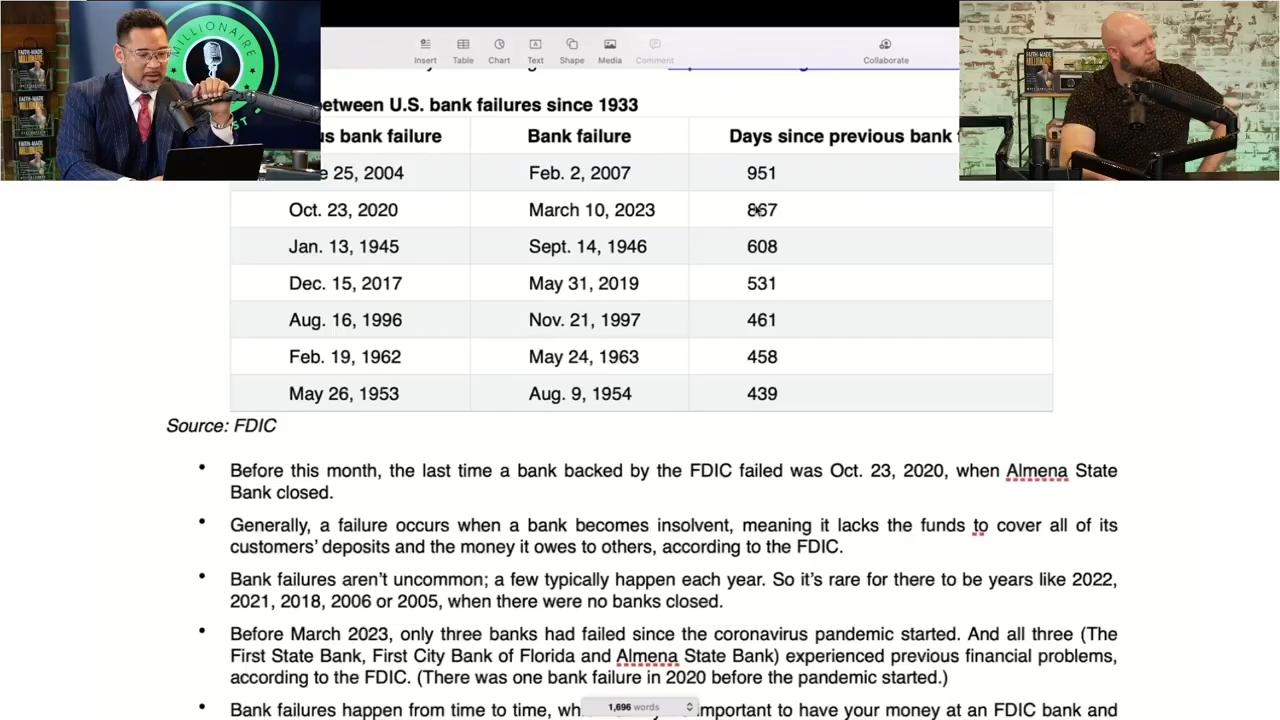 MILLIONAIRE
FAITH-MADE
MILLIONAIRE
Insert Table Chart Text Shape Media Comment Collaborate
etween U.S. bank failures since 1933
us bank failure Bank failure Days since previous bank
25, 2004 Feb. 2, 2007 951
Oct. 23, 2020 March 10, 2023 867
Jan. 13, 1945 Sept. 14, 1946 608
Dec. 15, 2017 May 31, 2019 531
Aug. 16, 1996 Nov. 21, 1997 461
Feb. 19, 1962 May 24, 1963 458
May 26, 1953 Aug. 9, 1954 439
Source: FDIC
• Before this month, the last time a bank backed by the FDIC failed was Oct. 23, 2020, when Almena State
Bank closed.
• Generally, a failure occurs when a bank becomes insolvent, meaning it lacks the funds to cover all of its
customers’ deposits and the money it owes to others, according to the FDIC.
• Bank failures aren’t uncommon; a few typically happen each year. So it’s rare for there to be years like 2022,
2021, 2018, 2006 or 2005, when there were no banks closed.
• Before March 2023, only three banks had failed since the coronavirus pandemic started. And all three (The
First State Bank, First City Bank of Florida and Almena State Bank) experienced previous financial problems,
according to the FDIC. (There was one bank failure in 2020 before the pandemic started.)
• Bank failures happen from time to time, important to have your money at an FDIC bank and
1,696 words